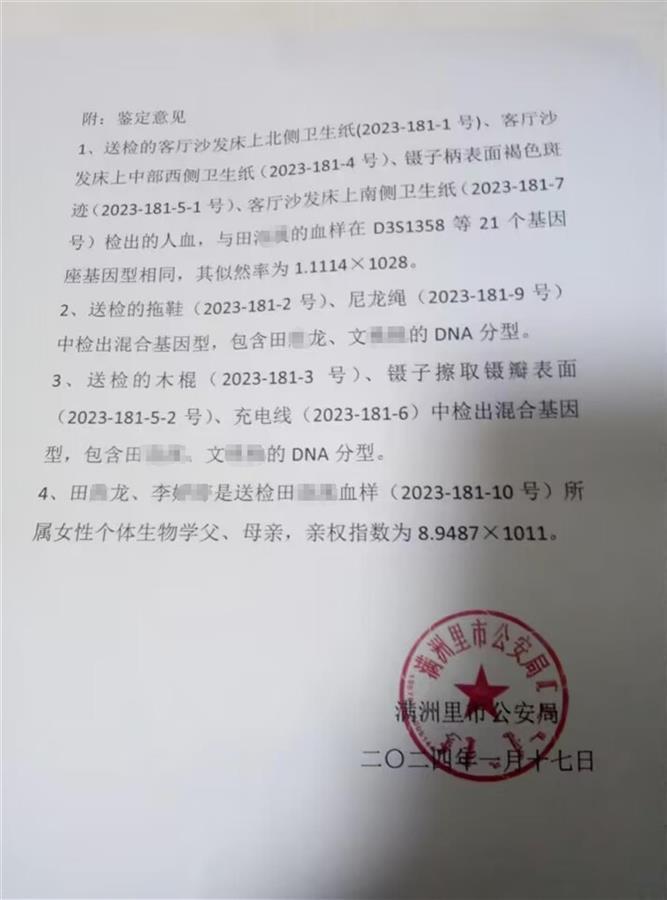 附：鉴定意见
1、送检的客厅沙发床上北侧卫生纸(2023-181-1 号)、客厅沙
发床上中部西侧卫生纸（2023-181-4 号）、镊子柄表面褐色斑
迹（2023-181-5-1 号）、客厅沙发床上南侧卫生纸（2023-181-7
号）检出的人血，与田的血样在 D3S1358 等 21 个基因
座基因型相同，其似然率为 1.1114×1028。
2、送检的拖鞋（2023-181-2 号）、尼龙绳（2023-181-9 号）
中检出混合基因型，包含田龙、文的 DNA 分型。
3、送检的木棍（2023-181-3 号）、镊子擦取镊瓣表面
（2023-181-5-2 号）、充电线（2023-181-6）中检出混合基因
型，包含田、文的 DNA 分型。
4、田龙、李是送检田血样（2023-181-10 号）所
属女性个体生物学父、母亲，亲权指数为 8.9487×1011。
满洲里市公安局
满洲里市公安局
二〇二四年一月十七日